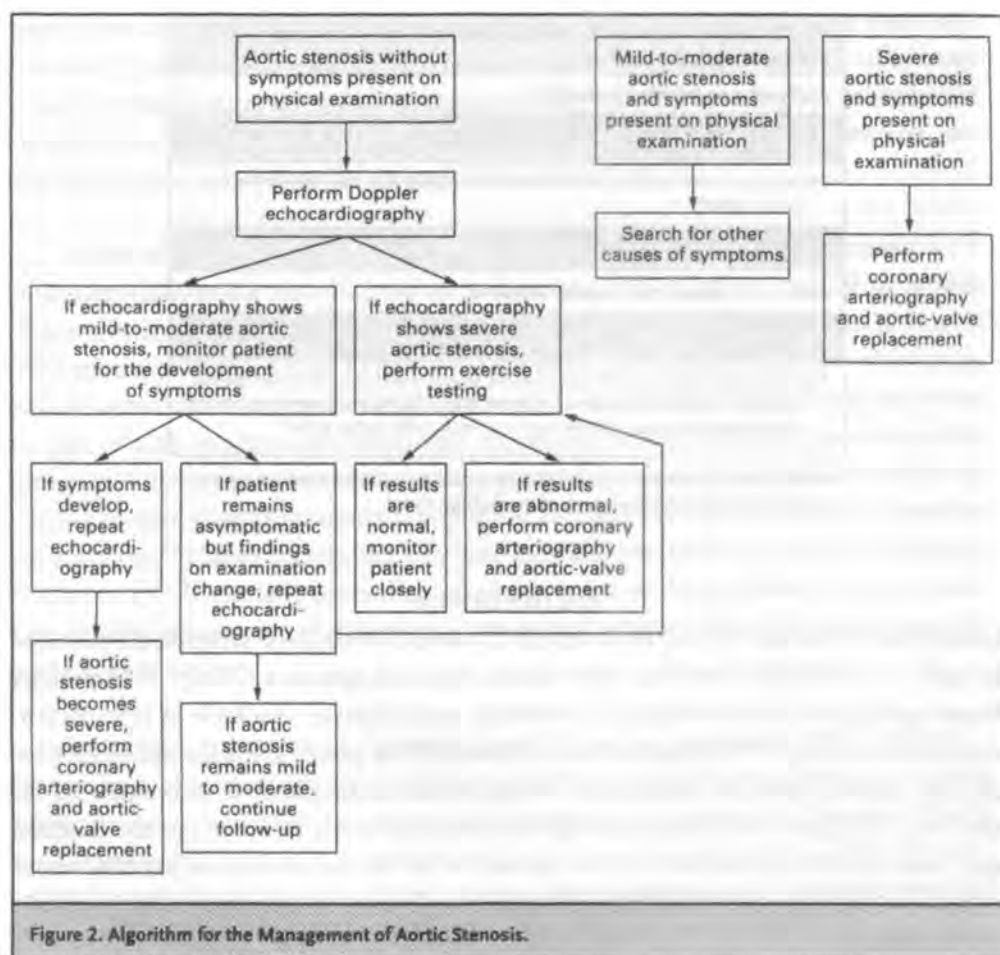 Aortic stenosis without
symptoms present on
physical examination
Mild-to-moderate
aortic stenosis
and symptoms
present on physical
examination
Severe
aortic stenosis
and symptoms
present on
physical
examination
Perform Doppler
echocardiography
Search for other
causes of symptoms
Perform
coronary
arteriography
and aortic-valve
replacement
If echocardiography shows
mild-to-moderate aortic
stenosis, monitor patient
for the development
of symptoms
If echocardiography
shows severe
aortic stenosis,
perform exercise
testing
If symptoms
develop,
repeat
echocardi-
ography
If patient
remains
asymptomatic
but findings
on examination
change, repeat
echocardi-
ography
If results
are
normal,
monitor
patient
closely
If results
are abnormal,
perform coronary
arteriography
and aortic-valve
replacement
If aortic
stenosis
becomes
severe,
perform
coronary
arteriography
and aortic-
valve
replacement
If aortic
stenosis
remains mild
to moderate,
continue
follow-up
Figure 2. Algorithm for the Management of Aortic Stenosis.